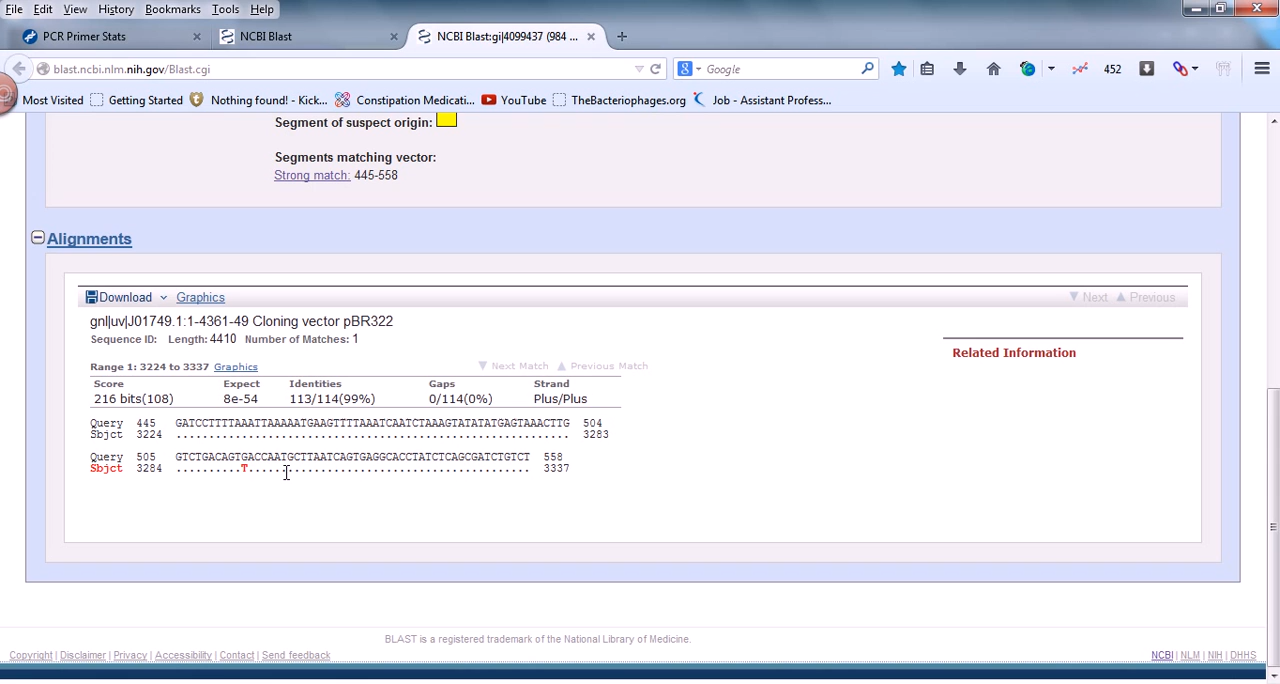 File Edit View History Bookmarks Tools Help
PCR Primer Stats × NCBI Blast × NCBI Blast:gi|4099437 (984 ... × +
blast.ncbi.nlm.nih.gov/Blast.cgi Google 452
Most Visited Getting Started Nothing found! - Kick... Constipation Medicati... YouTube TheBacteriophages.org Job - Assistant Profess...
Segment of suspect origin:
Segments matching vector:
Strong match: 445-558
Alignments
Download Graphics Next Previous
gnl|uv|J01749.1:1-4361-49 Cloning vector pBR322
Sequence ID: Length: 4410 Number of Matches: 1
Related Information
Range 1: 3224 to 3337 Graphics Next Match Previous Match
Score Expect Identities Gaps Strand
216 bits(108) 8e-54 113/114(99%) 0/114(0%) Plus/Plus
Query 445 GATCCTTTTAAATTAAAAATGAAGTTTTAAATCAATCTAAAGTATATATGAGTAAACTTG 504
Sbjct 3224 ............................................................ 3283
Query 505 GTCTGACAGTGACCAATGCTTAATCAGTGAGGCACCTATCTCAGCGATCTGTCT 558
Sbjct 3284 ..........T........................................... 3337
BLAST is a registered trademark of the National Library of Medicine.
Copyright | Disclaimer | Privacy | Accessibility | Contact | Send feedback NCBI | NLM | NIH | DHHS